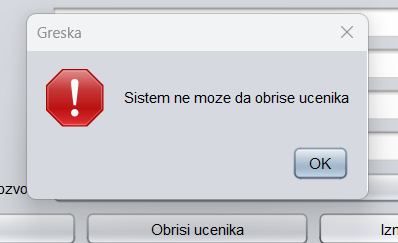 Greska
Sistem ne moze da obrise ucenika
OK
Obrisi ucenika